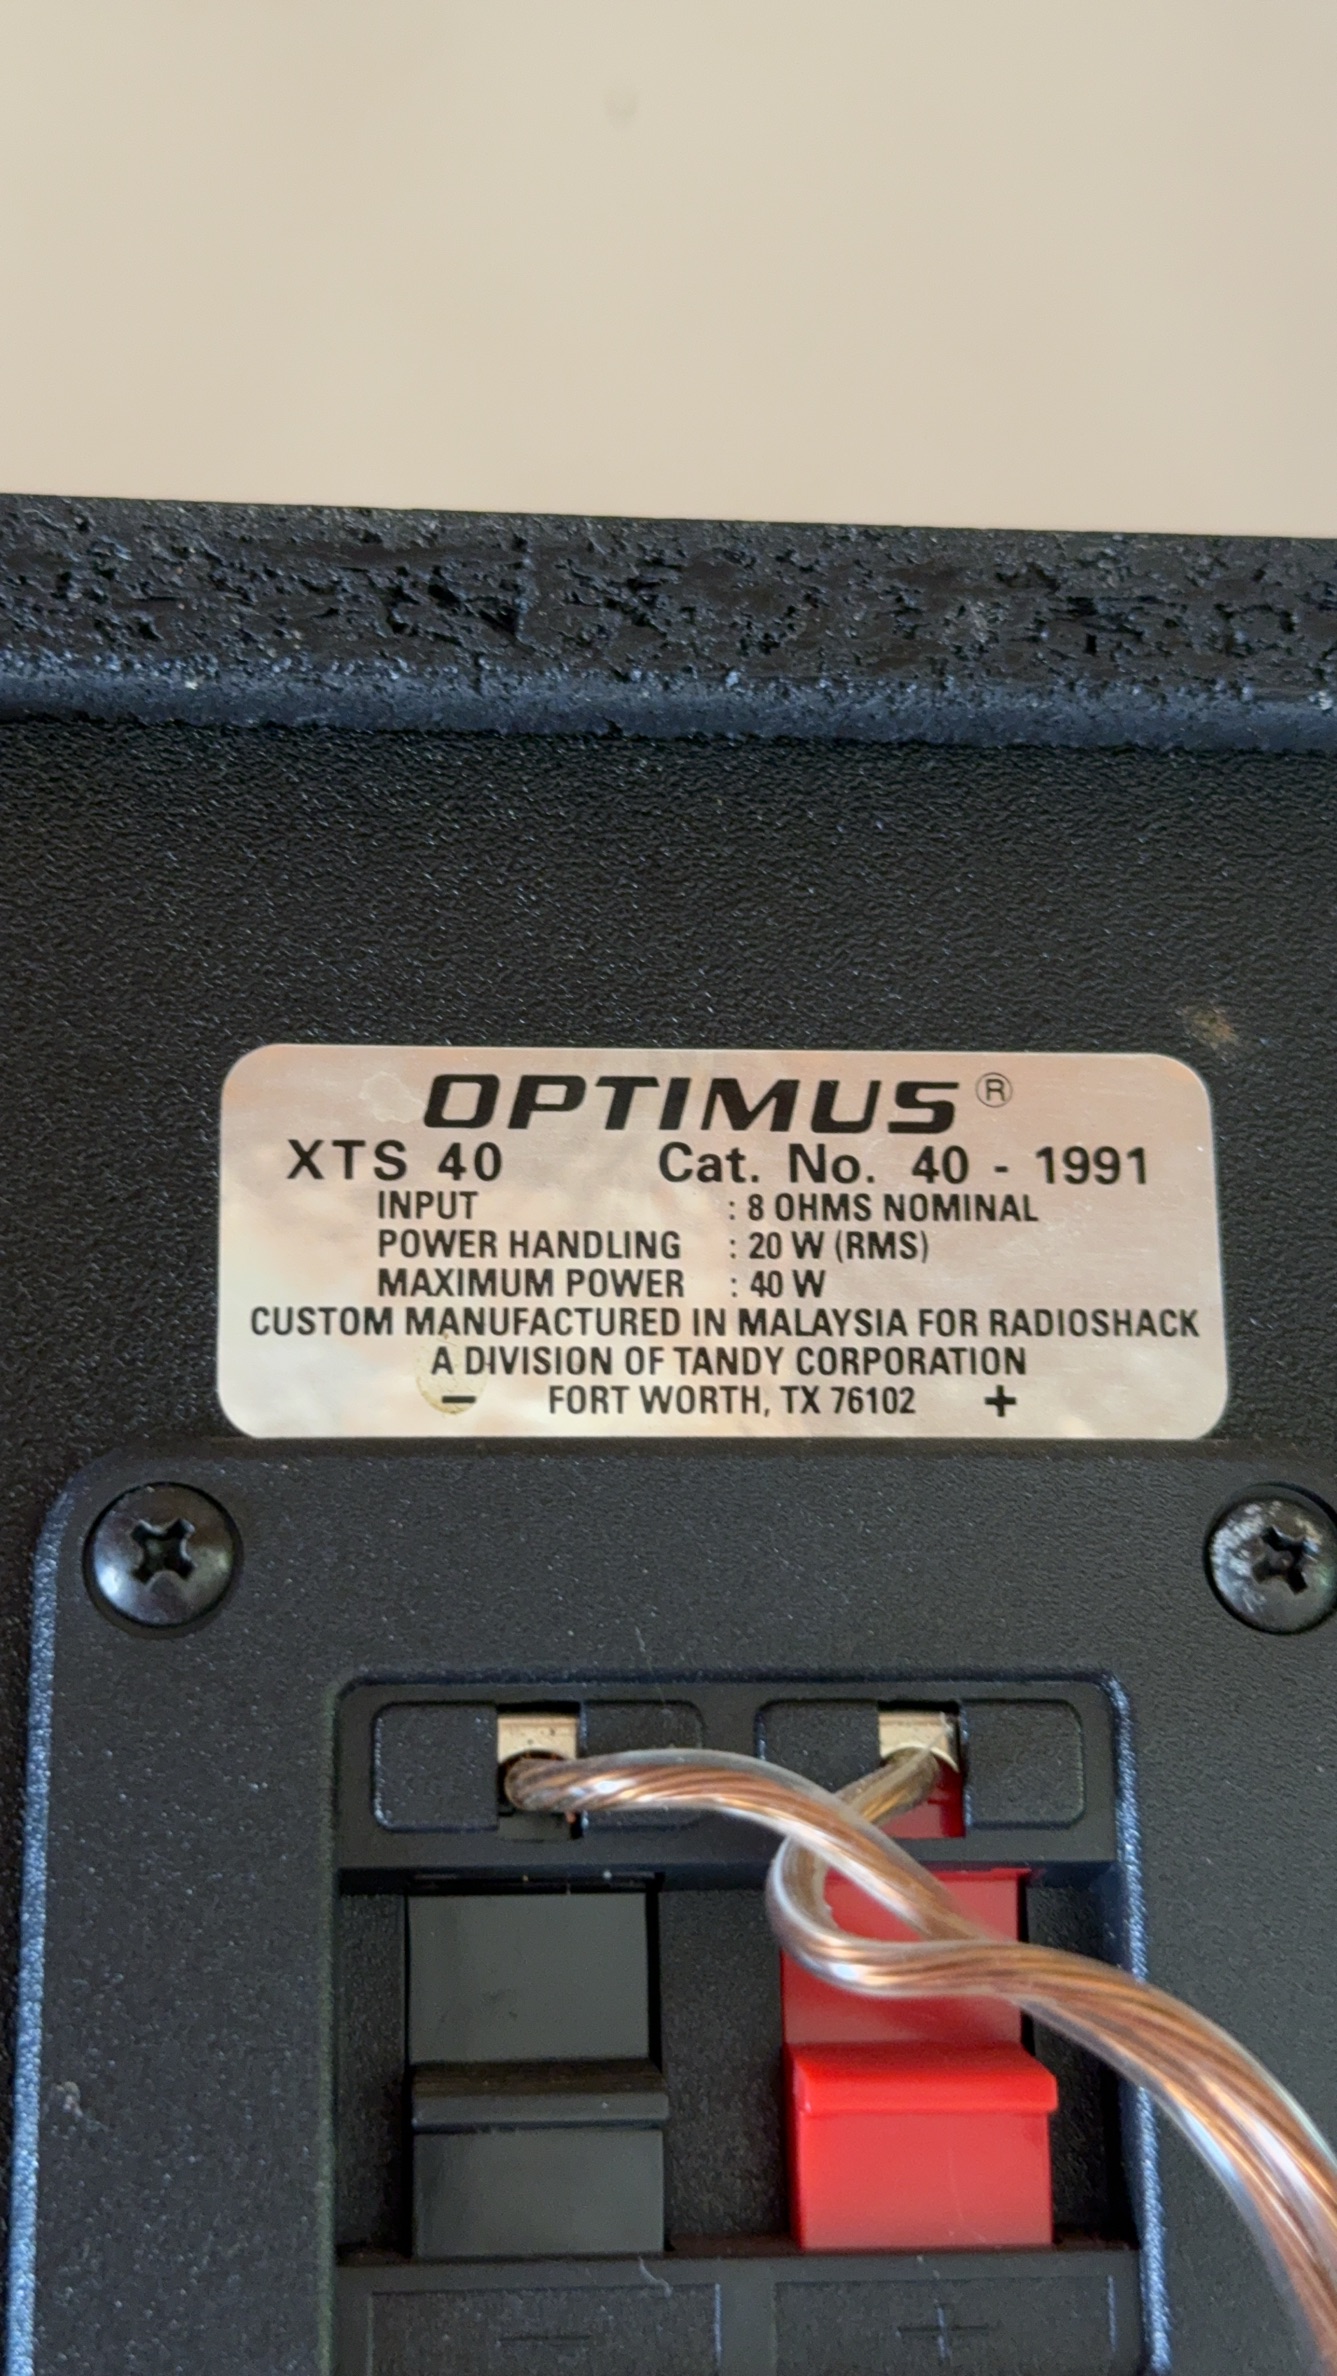 OPTIMUS®
XTS 40 Cat. No. 40 - 1991
INPUT : 8 OHMS NOMINAL
POWER HANDLING : 20 W (RMS)
MAXIMUM POWER : 40 W
CUSTOM MANUFACTURED IN MALAYSIA FOR RADIOSHACK
A DIVISION OF TANDY CORPORATION
− FORT WORTH, TX 76102 +
− +